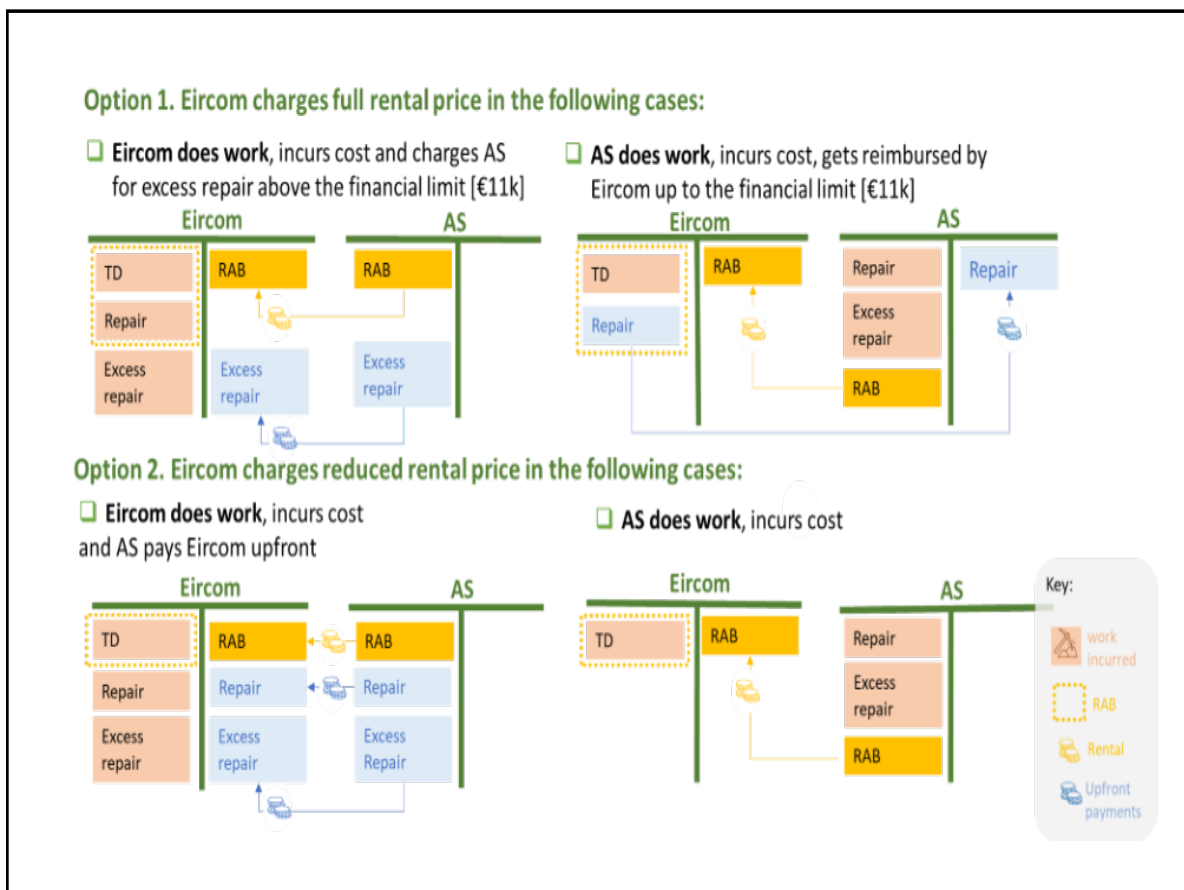 Option 1. Eircom charges full rental price in the following cases:
❑ Eircom does work, incurs cost and charges AS
for excess repair above the financial limit [€11k]
Eircom
AS
TD
RAB
RAB
Repair
Excess
repair
Excess
repair
Excess
repair
❑ AS does work, incurs cost, gets reimbursed by
Eircom up to the financial limit [€11k]
Eircom
AS
TD
RAB
Repair
Repair
Repair
Excess
repair
RAB
Option 2. Eircom charges reduced rental price in the following cases:
❑ Eircom does work, incurs cost
and AS pays Eircom upfront
Eircom
AS
TD
RAB
RAB
Repair
Repair
Repair
Excess
repair
Excess
repair
Excess
Repair
❑ AS does work, incurs cost
Eircom
AS
TD
RAB
Repair
Excess
repair
RAB
Key:
work
incurred
RAB
Rental
Upfront
payments